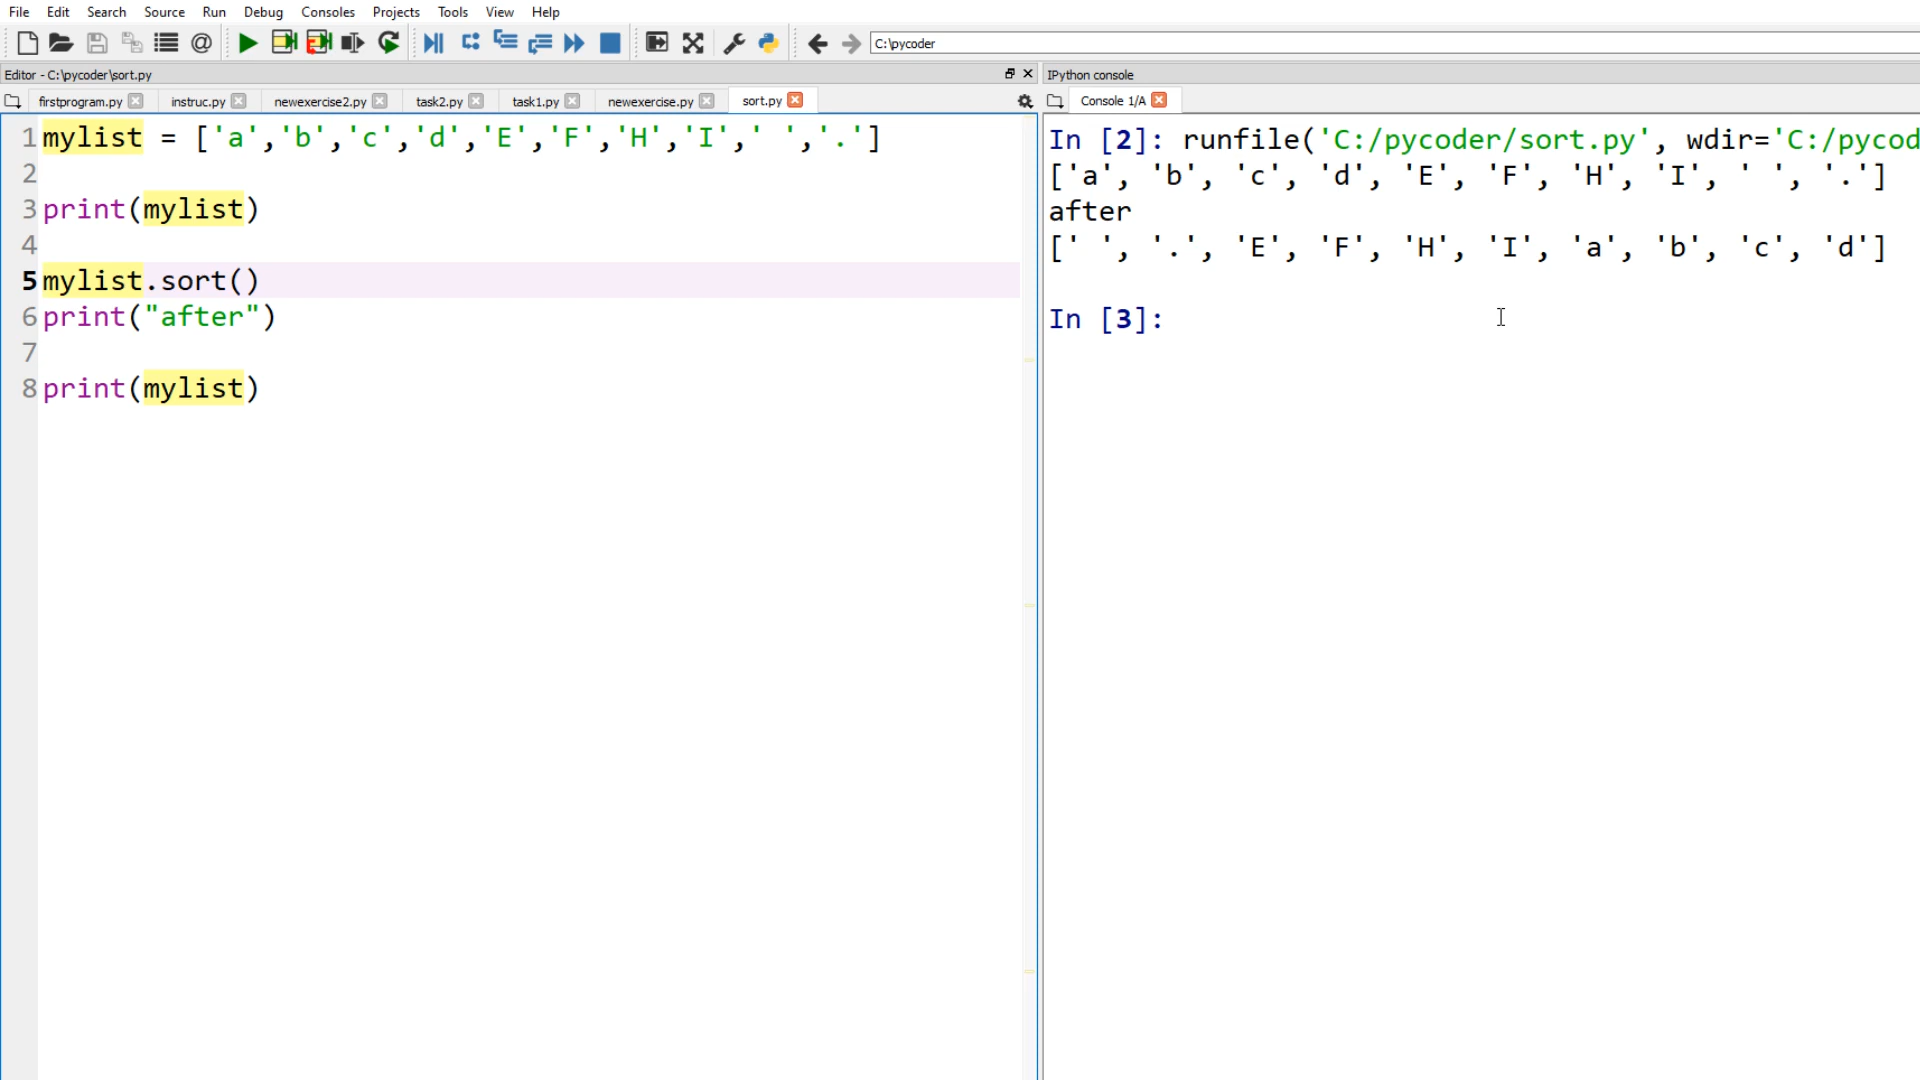 File Edit Search Source Run Debug Consoles Projects Tools View Help
C:\pycoder
Editor - C:\pycoder\sort.py
firstprogram.py instruc.py newexercise2.py task2.py task1.py newexercise.py sort.py
1 mylist = ['a','b','c','d','E','F','H','I',' ','.']
2
3 print(mylist)
4
5 mylist.sort()
6 print("after")
7
8 print(mylist)
IPython console
Console 1/A
In [2]: runfile('C:/pycoder/sort.py', wdir='C:/pycod
['a', 'b', 'c', 'd', 'E', 'F', 'H', 'I', ' ', '.']
after
[' ', '.', 'E', 'F', 'H', 'I', 'a', 'b', 'c', 'd']
In [3]: